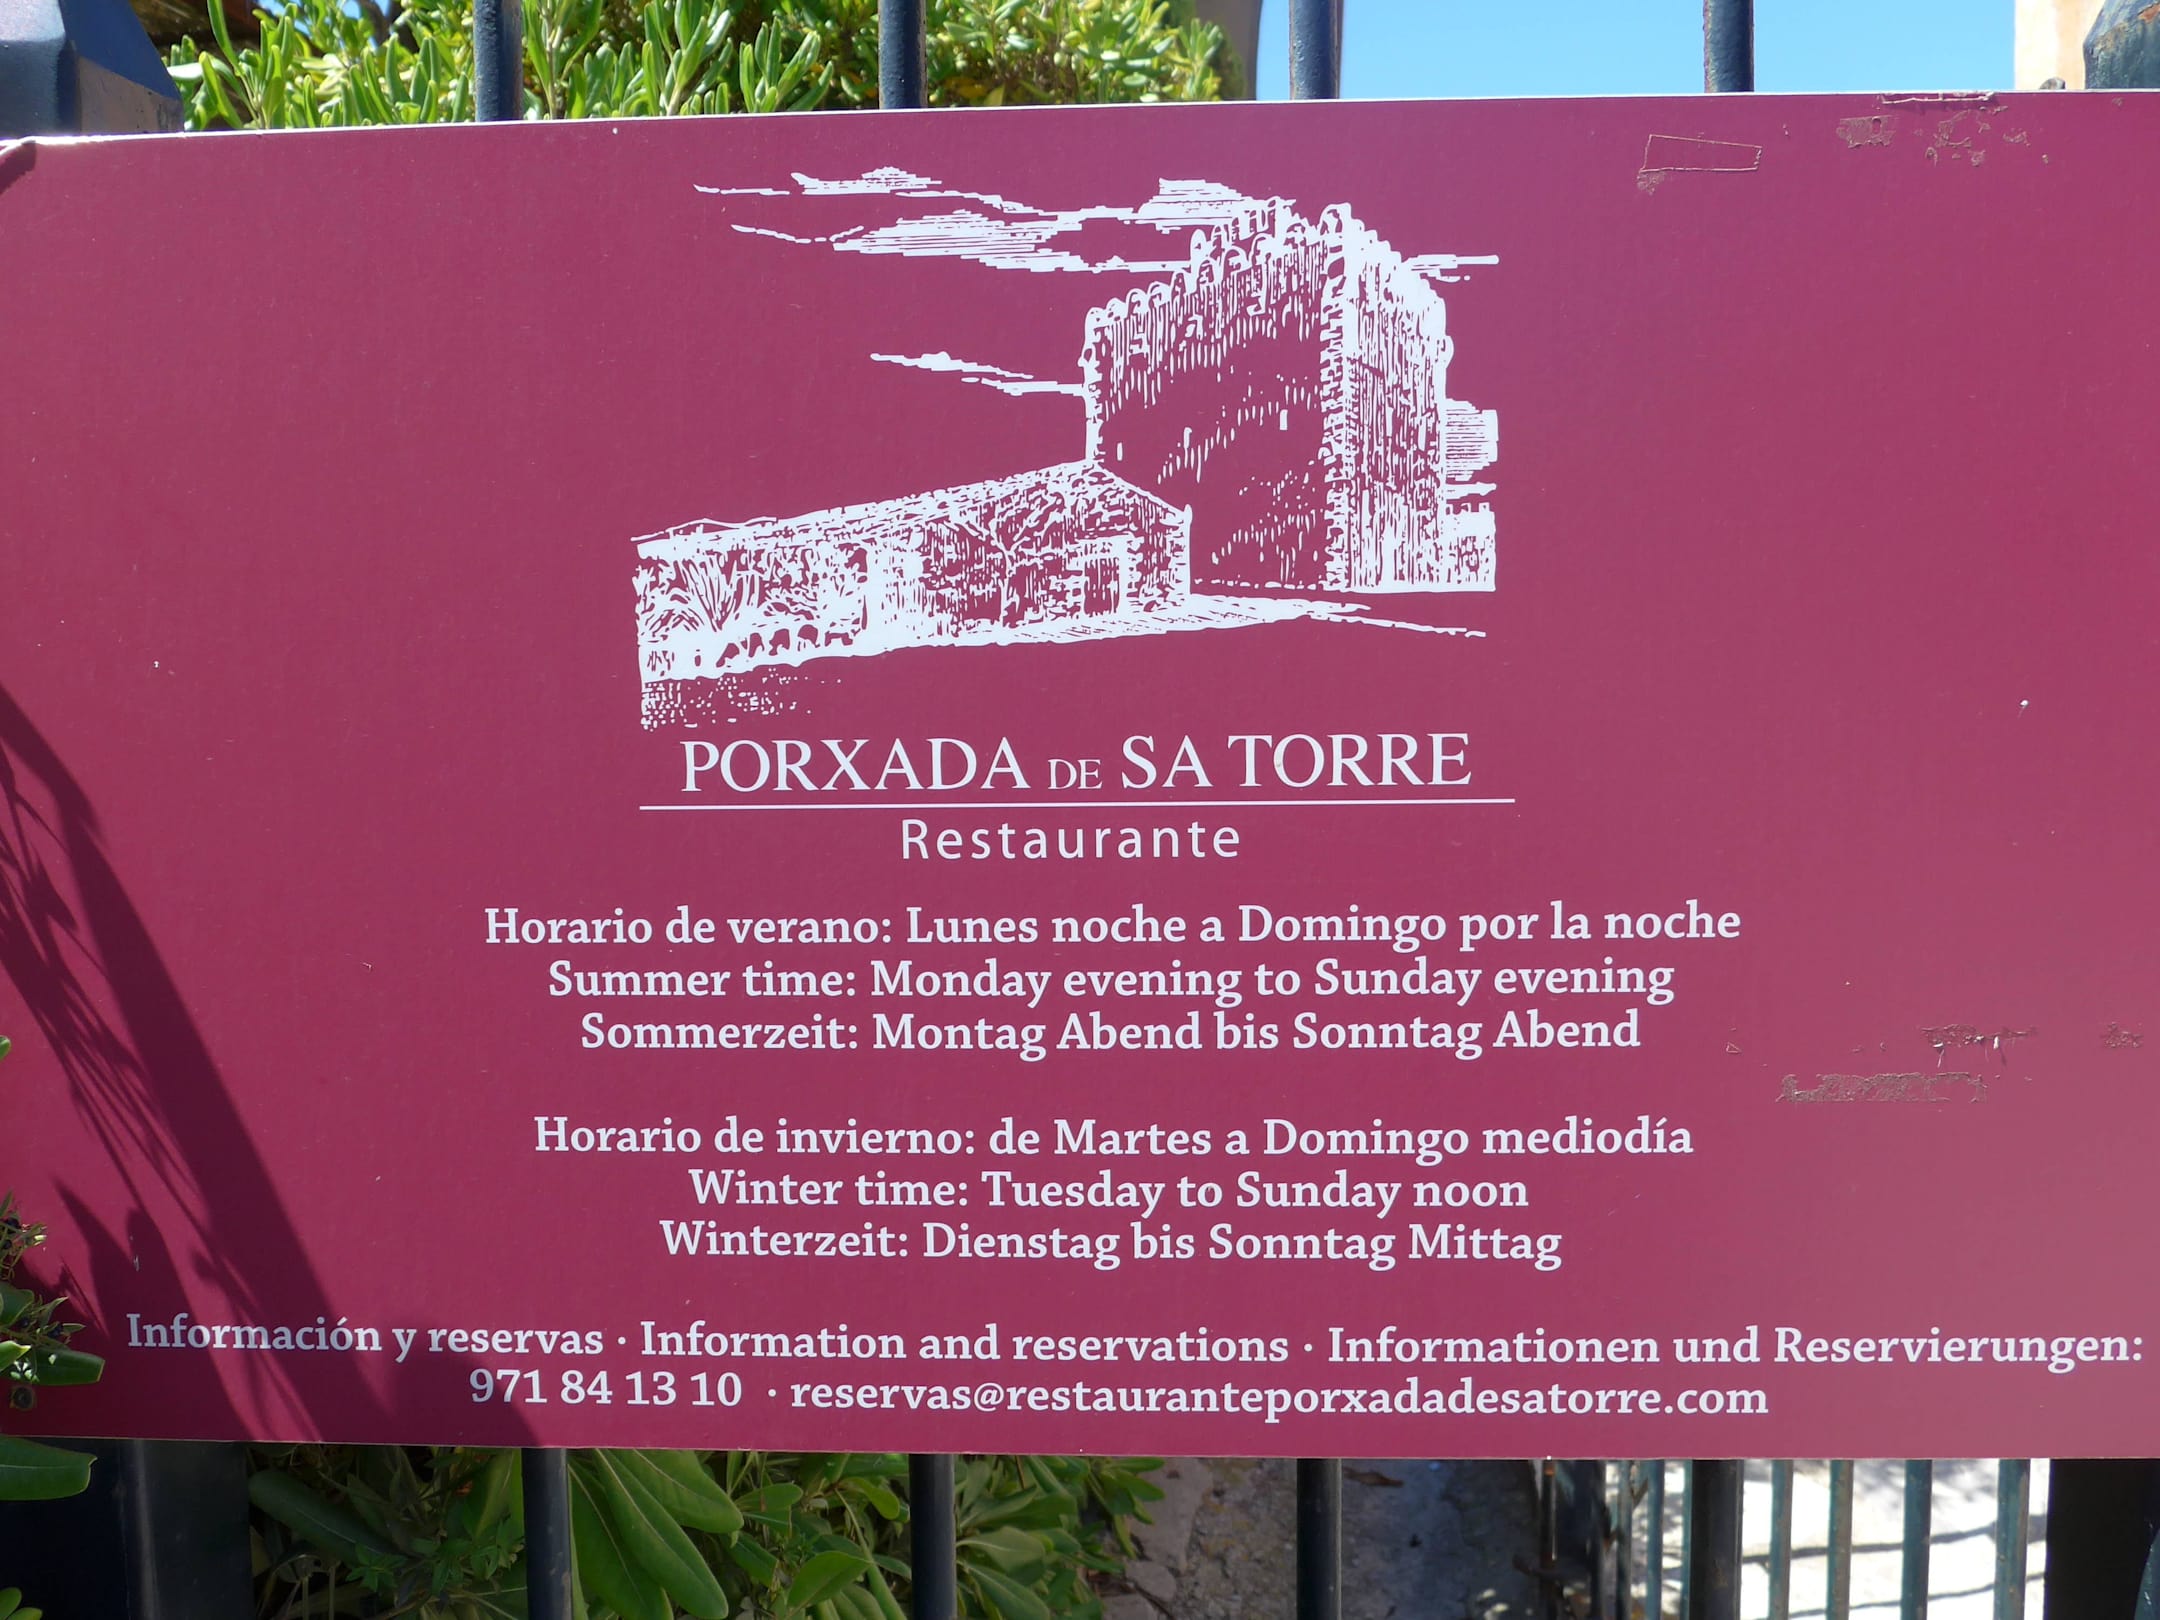 PORXADA DE SA TORRE
Restaurante
Horario de verano: Lunes noche a Domingo por la noche
Summer time: Monday evening to Sunday evening
Sommerzeit: Montag Abend bis Sonntag Abend
Horario de invierno: de Martes a Domingo mediodía
Winter time: Tuesday to Sunday noon
Winterzeit: Dienstag bis Sonntag Mittag
Información y reservas · Information and reservations · Informationen und Reservierungen:
971 84 13 10 · reservas@restauranteporxadadesatorre.com